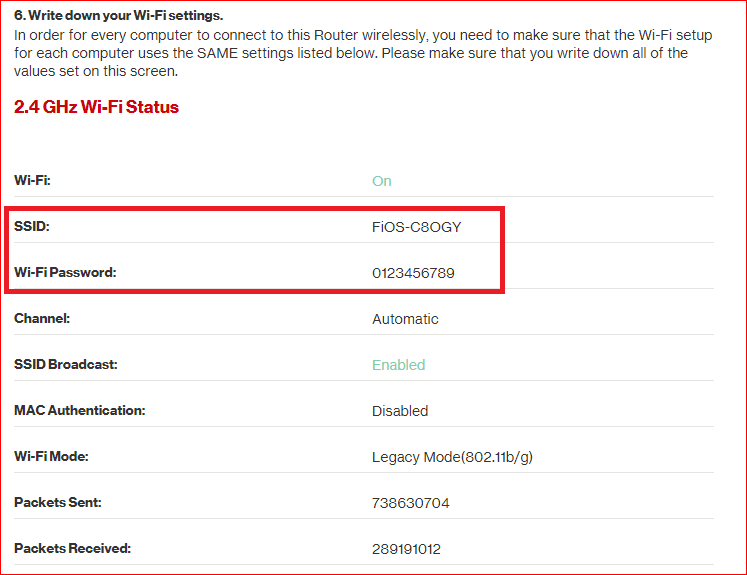 6. Write down your Wi-Fi settings.
In order for every computer to connect to this Router wirelessly, you need to make sure that the Wi-Fi setup
for each computer uses the SAME settings listed below. Please make sure that you write down all of the
values set on this screen.
2.4 GHz Wi-Fi Status
Wi-Fi: On
SSID: FiOS-C8OGY
Wi-Fi Password: 0123456789
Channel: Automatic
SSID Broadcast: Enabled
MAC Authentication: Disabled
Wi-Fi Mode: Legacy Mode(802.11b/g)
Packets Sent: 738630704
Packets Received: 289191012